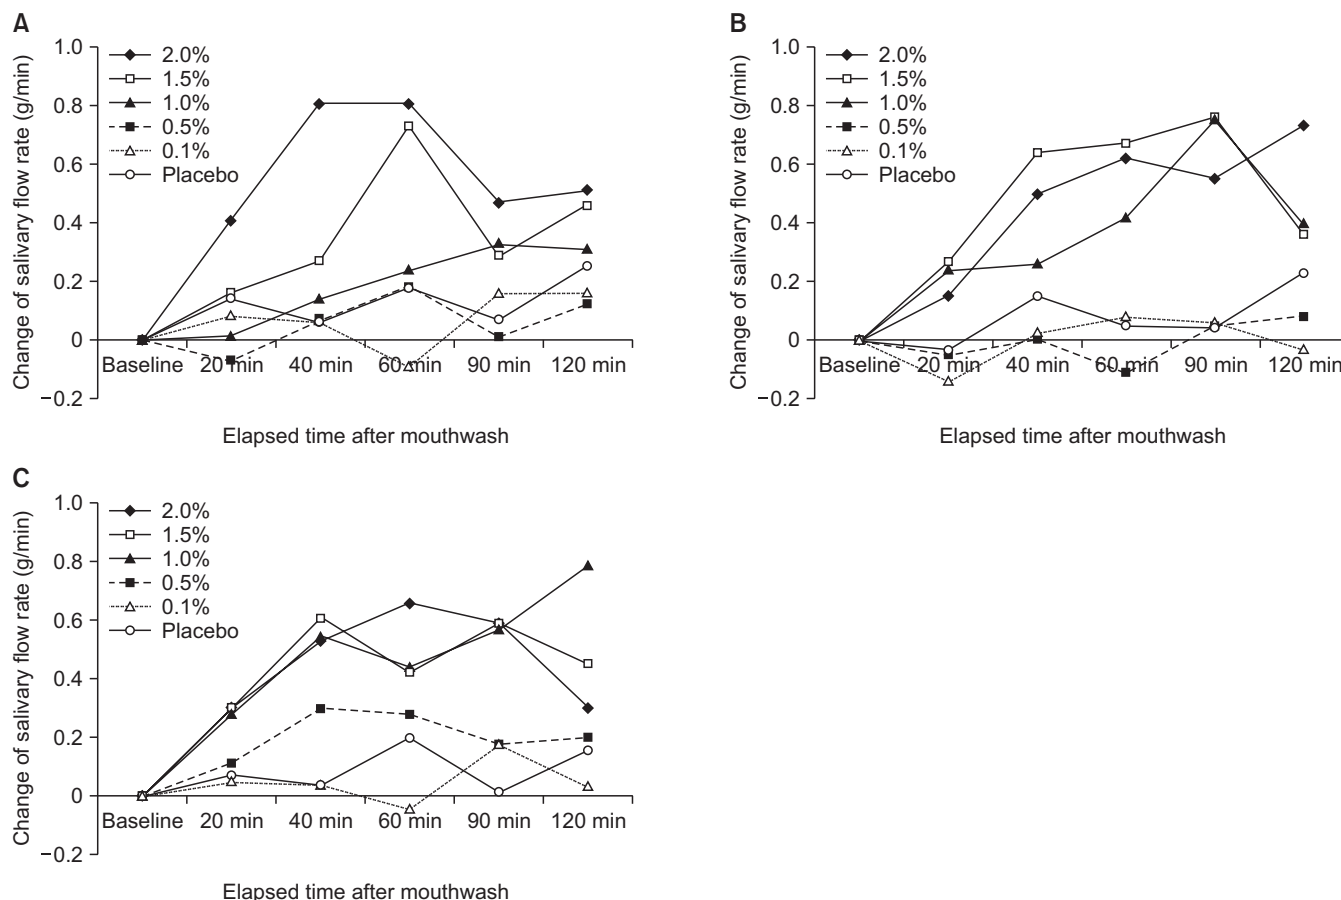 A
Change of salivary flow rate (g/min)
1.0
0.8
0.6
0.4
0.2
0
−0.2
2.0%
1.5%
1.0%
0.5%
0.1%
Placebo
Baseline 20 min 40 min 60 min 90 min 120 min
Elapsed time after mouthwash
B
Change of salivary flow rate (g/min)
1.0
0.8
0.6
0.4
0.2
0
−0.2
2.0%
1.5%
1.0%
0.5%
0.1%
Placebo
Baseline 20 min 40 min 60 min 90 min 120 min
Elapsed time after mouthwash
C
Change of salivary flow rate (g/min)
1.0
0.8
0.6
0.4
0.2
0
−0.2
2.0%
1.5%
1.0%
0.5%
0.1%
Placebo
Baseline 20 min 40 min 60 min 90 min 120 min
Elapsed time after mouthwash